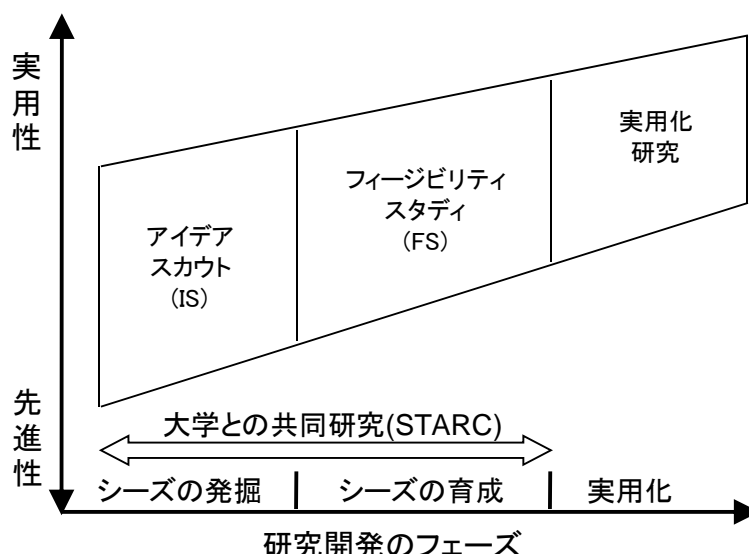 実用性
先進性
アイデア
スカウト
(IS)
フィージビリティ
スタディ
(FS)
実用化
研究
大学との共同研究(STARC)
シーズの発掘
シーズの育成
実用化
研究開発のフェーズ